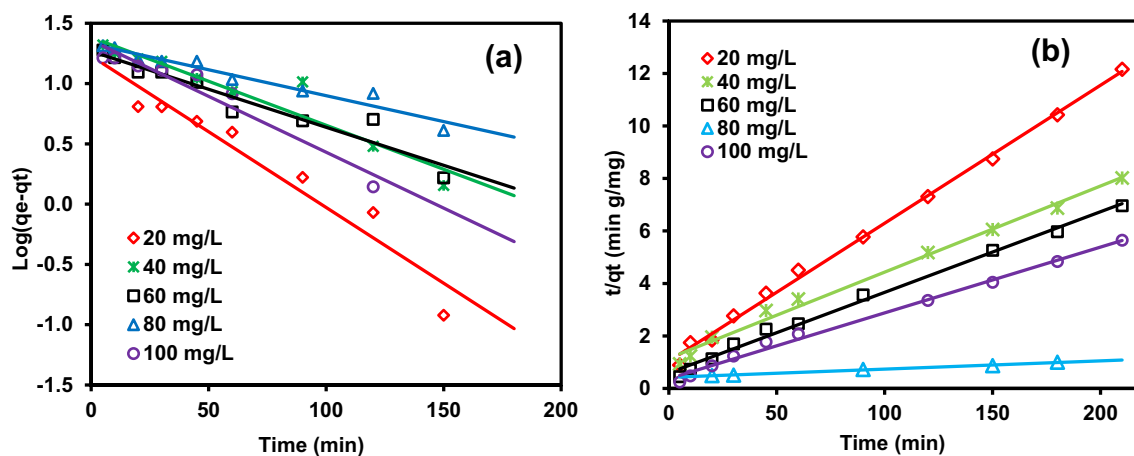 (a)
Log(qe-qt)
1.5
1.0
0.5
0.0
-0.5
-1.0
-1.5
20 mg/L
40 mg/L
60 mg/L
80 mg/L
100 mg/L
0
50
100
150
200
Time (min)
(b)
t/qt (min g/mg)
14
12
10
8
6
4
2
0
20 mg/L
40 mg/L
60 mg/L
80 mg/L
100 mg/L
0
50
100
150
200
Time (min)